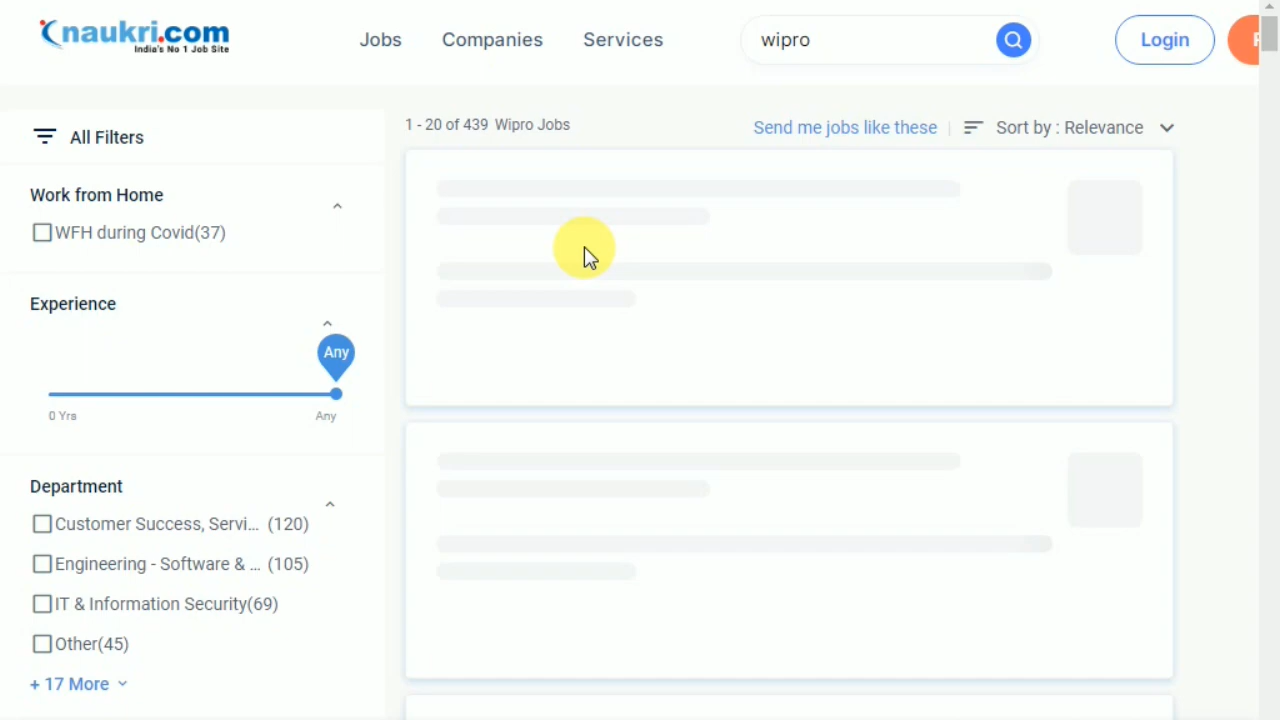 naukri.com
India's No 1 Job Site
Jobs
Companies
Services
wipro
Login
All Filters
1 - 20 of 439 Wipro Jobs
Send me jobs like these
Sort by : Relevance
Work from Home
WFH during Covid(37)
Experience
Any
0 Yrs
Any
Department
Customer Success, Servi... (120)
Engineering - Software & ... (105)
IT & Information Security(69)
Other(45)
+ 17 More